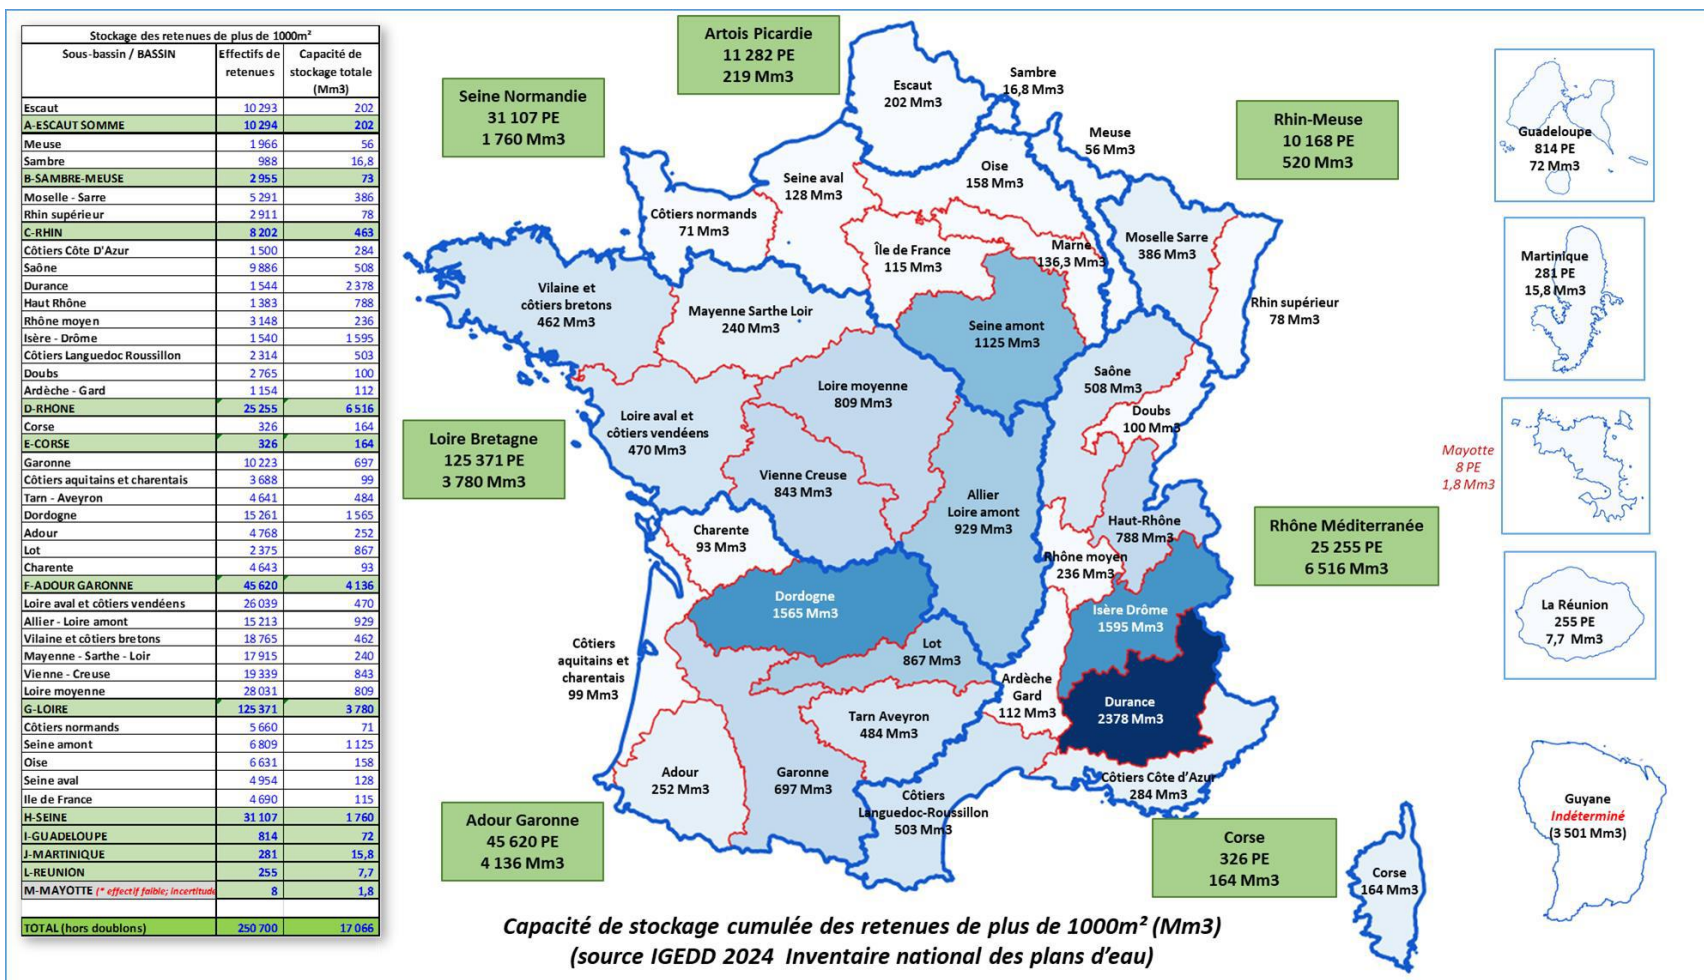 Stockage des retenues de plus de 1000m²
Sous-bassin / BASSIN Effectifs de retenues Capacité de stockage totale (Mm3)
Escaut 10 293 202
A-ESCAUT SOMME 10 294 202
Meuse 1 966 56
Sambre 988 16,8
B-SAMBRE-MEUSE 2 955 73
Moselle - Sarre 5 291 386
Rhin supérieur 2 911 78
C-RHIN 8 202 463
Côtiers Côte D'Azur 1 500 284
Saône 9 886 508
Durance 1 544 2 378
Haut Rhône 1 383 788
Rhône moyen 3 148 236
Isère - Drôme 1 540 1 595
Côtiers Languedoc Roussillon 2 314 503
Doubs 2 765 100
Ardèche - Gard 1 154 112
D-RHONE 25 255 6 516
Corse 326 164
E-CORSE 326 164
Garonne 10 223 697
Côtiers aquitains et charentais 3 688 99
Tarn - Aveyron 4 641 484
Dordogne 15 261 1 565
Adour 4 768 252
Lot 2 375 867
Charente 4 643 93
F-ADOUR GARONNE 45 620 4 136
Loire aval et côtiers vendéens 26 039 470
Allier - Loire amont 15 213 929
Vilaine et côtiers bretons 18 765 462
Mayenne - Sarthe - Loir 17 915 240
Vienne - Creuse 19 339 843
Loire moyenne 28 031 809
G-LOIRE 125 371 3 780
Côtiers normands 5 660 71
Seine amont 6 809 1 125
Oise 6 631 158
Seine aval 4 954 128
Ile de France 4 690 115
H-SEINE 31 107 1 760
I-GUADELOUPE 814 72
J-MARTINIQUE 281 15,8
L-REUNION 255 7,7
M-MAYOTTE (* effectif faible; incertitude 8 1,8
TOTAL (hors doublons) 250 700 17 066
Artois Picardie
11 282 PE
219 Mm3
Seine Normandie
31 107 PE
1 760 Mm3
Rhin-Meuse
10 168 PE
520 Mm3
Loire Bretagne
125 371 PE
3 780 Mm3
Rhône Méditerranée
25 255 PE
6 516 Mm3
Adour Garonne
45 620 PE
4 136 Mm3
Corse
326 PE
164 Mm3
Escaut
202 Mm3
Sambre
16,8 Mm3
Meuse
56 Mm3
Oise
158 Mm3
Seine aval
128 Mm3
Côtiers normands
71 Mm3
Île de France
115 Mm3
Marne
136,3 Mm3
Moselle Sarre
386 Mm3
Rhin supérieur
78 Mm3
Vilaine et
côtiers bretons
462 Mm3
Mayenne Sarthe Loir
240 Mm3
Seine amont
1125 Mm3
Saône
508 Mm3
Doubs
100 Mm3
Loire moyenne
809 Mm3
Loire aval et
côtiers vendéens
470 Mm3
Vienne Creuse
843 Mm3
Allier
Loire amont
929 Mm3
Charente
93 Mm3
Haut-Rhône
788 Mm3
Rhône moyen
236 Mm3
Dordogne
1565 Mm3
Isère Drôme
1595 Mm3
Lot
867 Mm3
Côtiers
aquitains et
charentais
99 Mm3
Ardèche
Gard
112 Mm3
Durance
2378 Mm3
Tarn Aveyron
484 Mm3
Adour
252 Mm3
Garonne
697 Mm3
Côtiers
Languedoc-Roussillon
503 Mm3
Côtiers Côte d'Azur
284 Mm3
Corse
164 Mm3
Guadeloupe
814 PE
72 Mm3
Martinique
281 PE
15,8 Mm3
Mayotte
8 PE
1,8 Mm3
La Réunion
255 PE
7,7 Mm3
Guyane
Indéterminé
(3 501 Mm3)
Capacité de stockage cumulée des retenues de plus de 1000m² (Mm3)
(source IGEDD 2024 Inventaire national des plans d'eau)